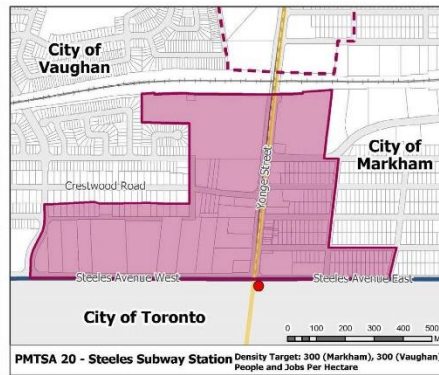 City of
Vaughan
City of
Markham
Yonge Street
Crestwood Road
Steeles Avenue West
Steeles Avenue East
City of Toronto
0 100 200 300 400 500
M
PMTSA 20 - Steeles Subway Station
Density Target: 300 (Markham), 300 (Vaughan)
People and Jobs Per Hectare